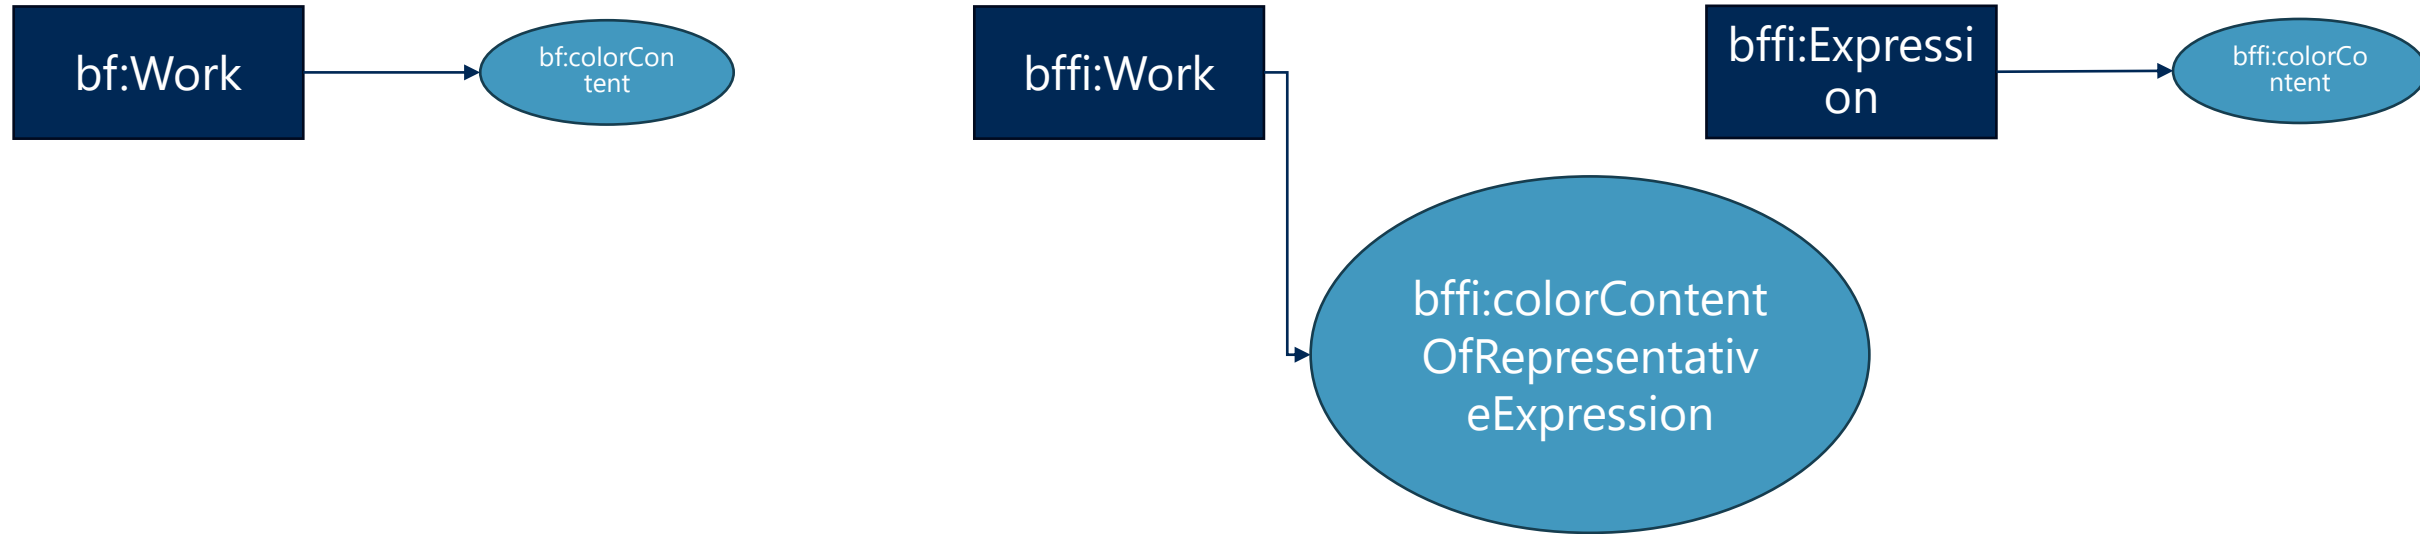 bf:Work
bf:colorCon
tent
bffi:Work
bffi:Expressi
on
bffi:colorCo
ntent
bffi:colorContent
OfRepresentativ
eExpression